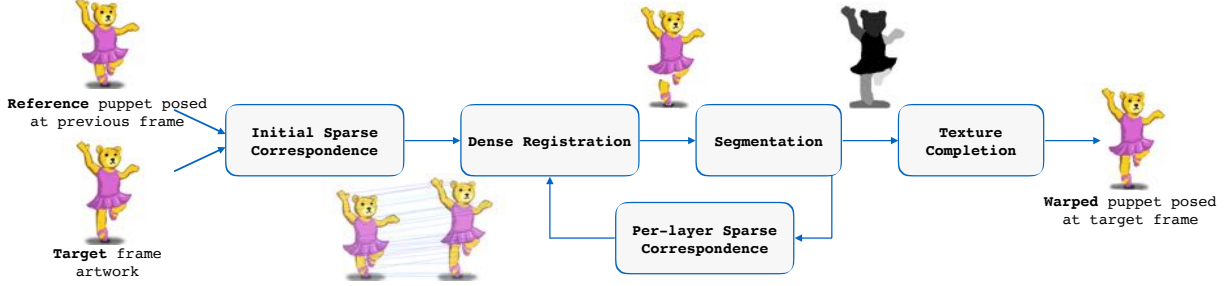 Reference puppet posed
at previous frame
Target frame
artwork
Initial Sparse
Correspondence
Dense Registration
Segmentation
Per-layer Sparse
Correspondence
Texture
Completion
Warped puppet posed
at target frame